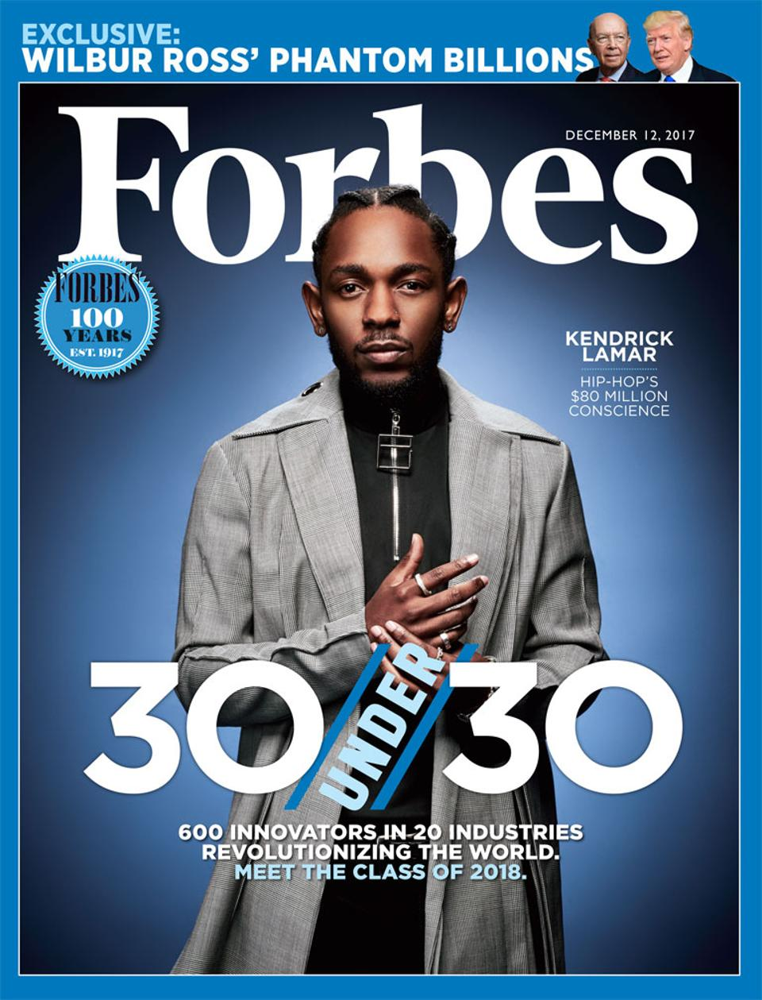 EXCLUSIVE:
WILBUR ROSS’ PHANTOM BILLIONS
Forbes
DECEMBER 12, 2017
FORBES
100
YEARS
EST. 1917
KENDRICK
LAMAR
HIP-HOP’S
$80 MILLION
CONSCIENCE
30 UNDER 30
600 INNOVATORS IN 20 INDUSTRIES
REVOLUTIONIZING THE WORLD.
MEET THE CLASS OF 2018.